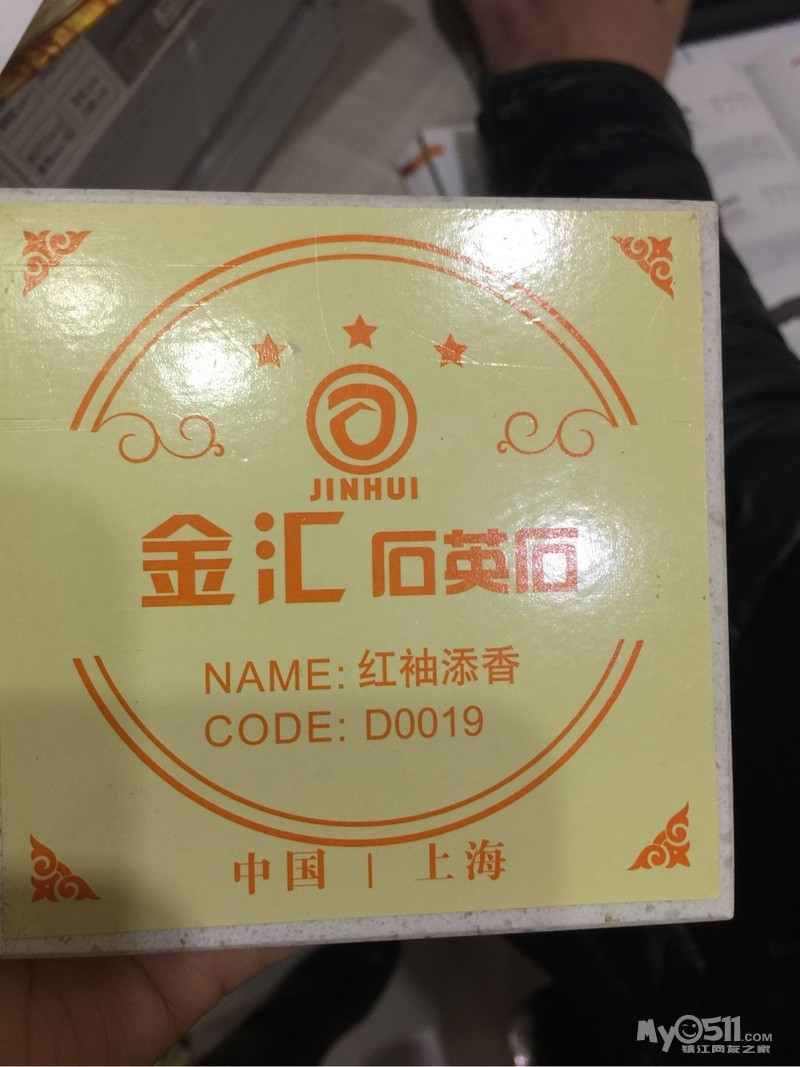 JINHUI
金汇 石英石
NAME: 红袖添香
CODE: D0019
中国 | 上海
My0511.COM
镇江网友之家